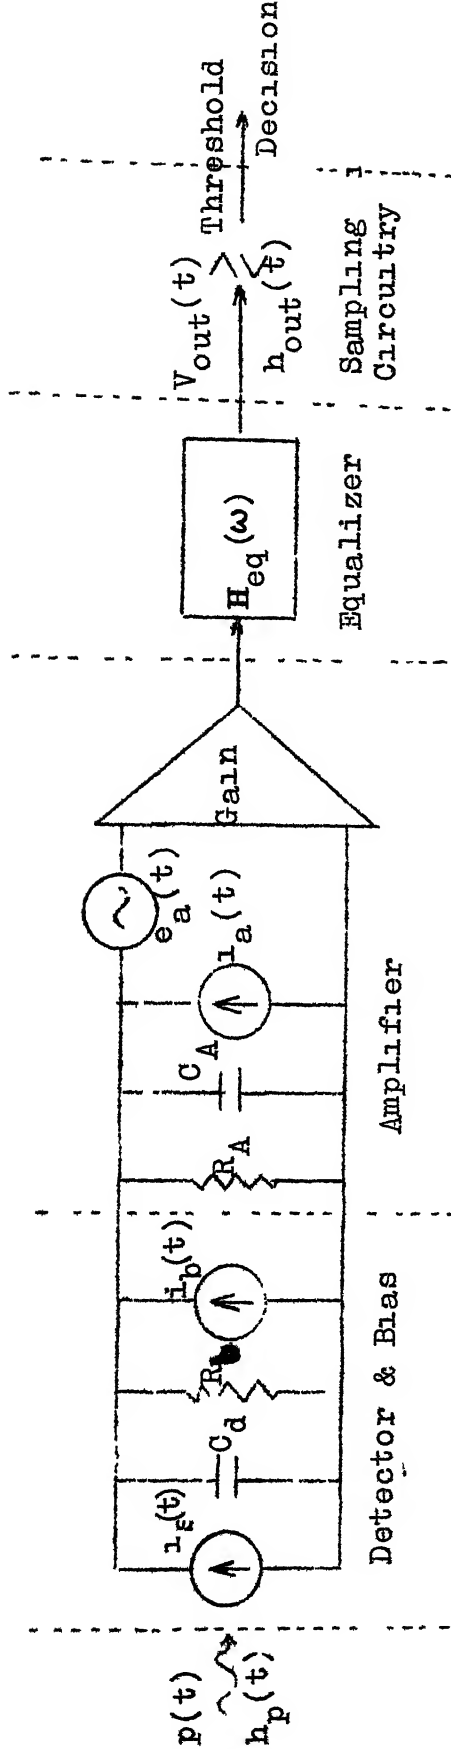 p(t)
h_p(t)
i_s(t)
C_d
R
i_b(t)
Detector & Bias
R_A
C_A
i_a(t)
e_a(t)
Amplifier
Gain
H_eq(ω)
Equalizer
V_out(t)
h_out(t)
Sampling
Circuitry
Threshold
Decision